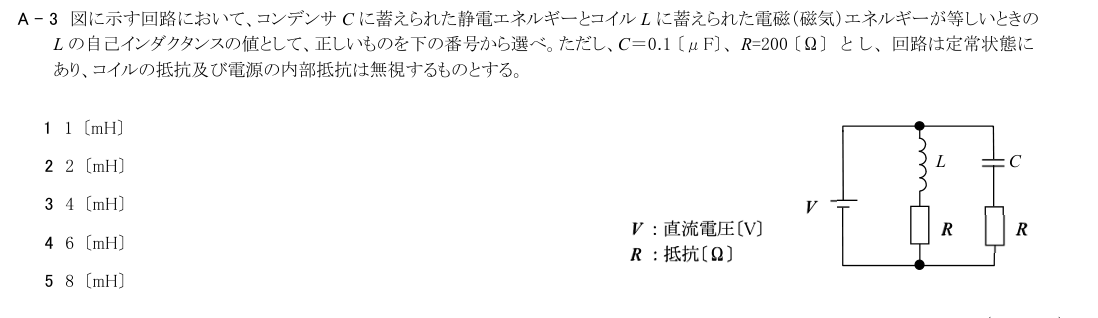 A－3 図に示す回路において、コンデンサ C に蓄えられた静電エネルギーとコイル L に蓄えられた電磁（磁気）エネルギーが等しいときの
L の自己インダクタンスの値として、正しいものを下の番号から選べ。ただし、C＝0.1〔μF〕、R=200〔Ω〕とし、回路は定常状態に
あり、コイルの抵抗及び電源の内部抵抗は無視するものとする。
1 1〔mH〕
2 2〔mH〕
3 4〔mH〕
4 6〔mH〕
5 8〔mH〕
L
C
V
R
R
V：直流電圧〔V〕
R：抵抗〔Ω〕